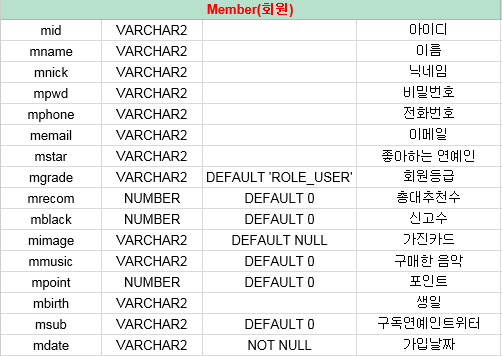 Member(회원)
mid VARCHAR2 아이디
mname VARCHAR2 이름
mnick VARCHAR2 닉네임
mpwd VARCHAR2 비밀번호
mphone VARCHAR2 전화번호
memail VARCHAR2 이메일
mstar VARCHAR2 좋아하는 연예인
mgrade VARCHAR2 DEFAULT 'ROLE_USER' 회원등급
mrecom NUMBER DEFAULT 0 총대추천수
mblack NUMBER DEFAULT 0 신고수
mimage VARCHAR2 DEFAULT NULL 가진카드
mmusic VARCHAR2 DEFAULT 0 구매한 음악
mpoint NUMBER DEFAULT 0 포인트
mbirth VARCHAR2 생일
msub VARCHAR2 DEFAULT 0 구독연예인트위터
mdate VARCHAR2 NOT NULL 가입날짜